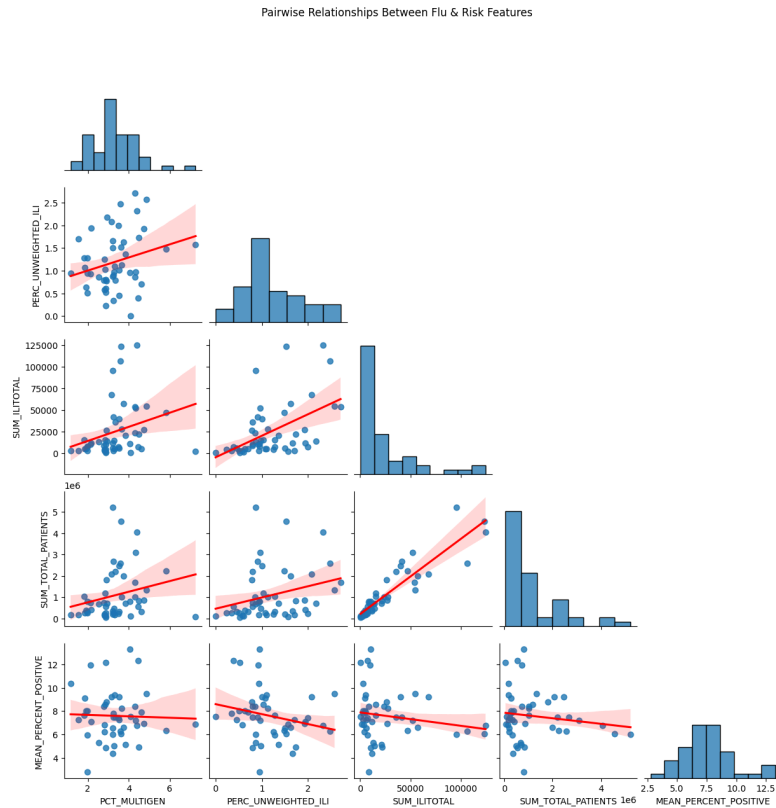 Pairwise Relationships Between Flu & Risk Features
PERC_UNWEIGHTED_ILI
2.5
2.0
1.5
1.0
0.5
0.0
SUM_ILITOTAL
125000
100000
75000
50000
25000
0
1e6
SUM_TOTAL_PATIENTS
5
4
3
2
1
0
MEAN_PERCENT_POSITIVE
12
10
8
6
4
2 4 6
PCT_MULTIGEN
0 1 2
PERC_UNWEIGHTED_ILI
0 50000 100000
SUM_ILITOTAL
0 2 4
1e6
SUM_TOTAL_PATIENTS
2.5 5.0 7.5 10.0 12.5
MEAN_PERCENT_POSITIVE